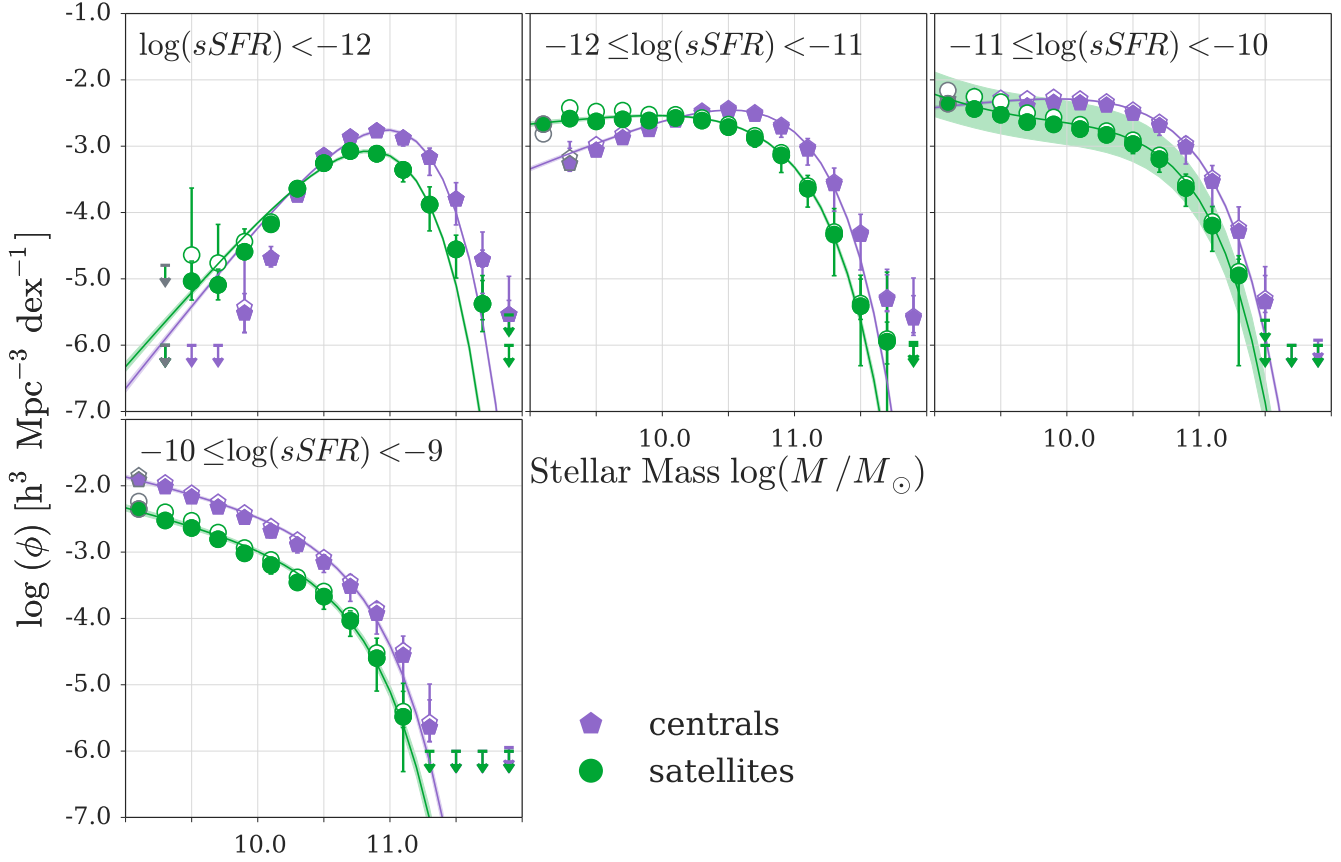 -1.0
-2.0
-3.0
-4.0
-5.0
-6.0
-7.0
log(sSFR) <−12
−12 ≤log(sSFR) <−11
−11 ≤log(sSFR) <−10
10.0 11.0
10.0 11.0
Stellar Mass log(M/M☉)
log (ϕ) [h³ Mpc⁻³ dex⁻¹]
−10 ≤log(sSFR) <−9
-2.0
-3.0
-4.0
-5.0
-6.0
-7.0
10.0 11.0
centrals
satellites